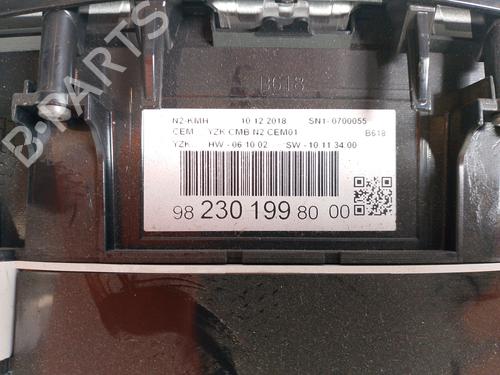 B618
N2-KMH 10 12 2018 SN1- 0700055
CEM YZK CMB N2 CEM01 B618
YZK HW - 06 10 02 SW - 10 11 34 00
98 230 199 80 00
B-PARTS